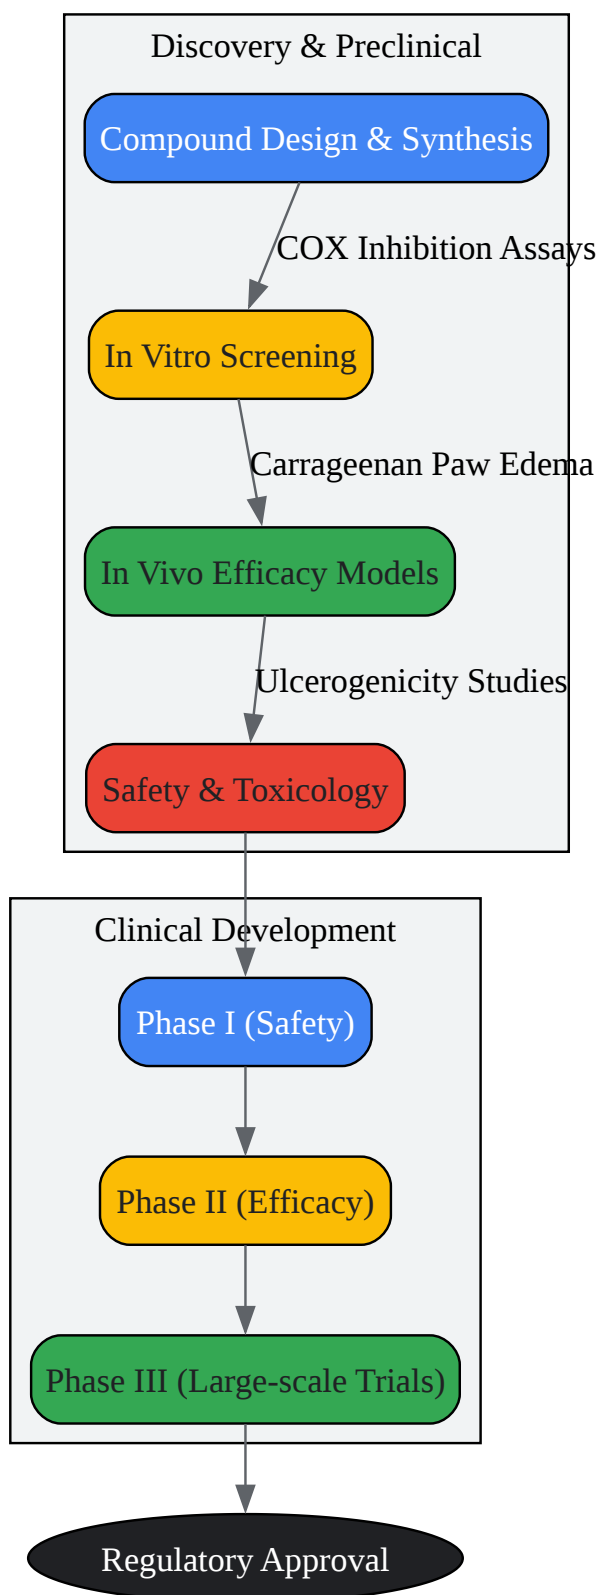 Discovery & Preclinical
Compound Design & Synthesis
COX Inhibition Assays
In Vitro Screening
Carrageenan Paw Edema
In Vivo Efficacy Models
Ulcerogenicity Studies
Safety & Toxicology
Clinical Development
Phase I (Safety)
Phase II (Efficacy)
Phase III (Large-scale Trials)
Regulatory Approval